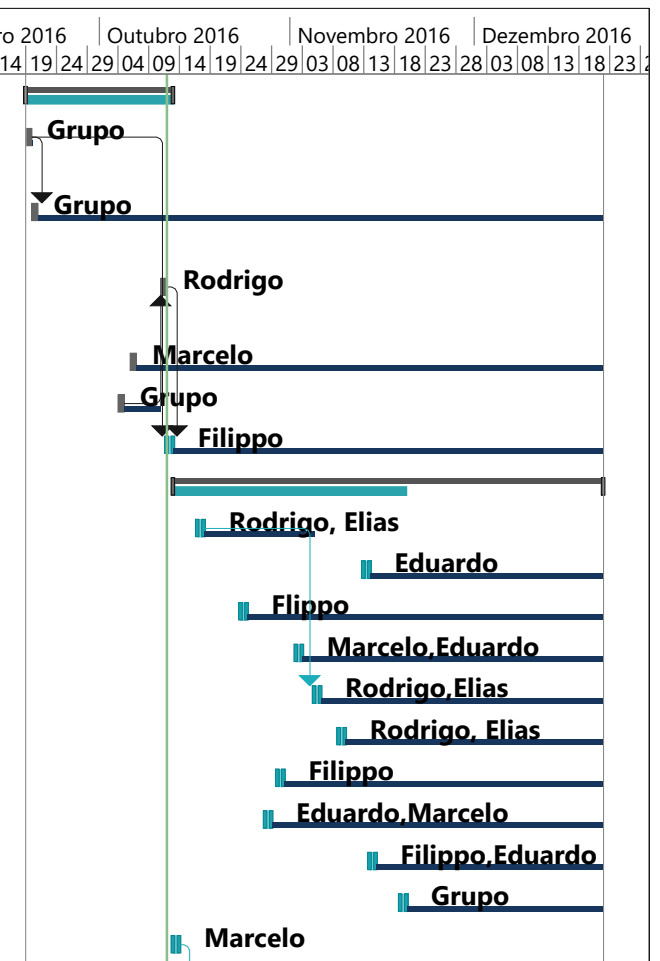 ro 2016 Outubro 2016 Novembro 2016 Dezembro 2016
14 19 24 29 04 09 14 19 24 29 03 08 13 18 23 28 03 08 13 18 23
Grupo
Grupo
Rodrigo
Marcelo
Grupo
Filippo
Rodrigo, Elias
Eduardo
Flippo
Marcelo,Eduardo
Rodrigo,Elias
Rodrigo, Elias
Filippo
Eduardo,Marcelo
Filippo,Eduardo
Grupo
Marcelo